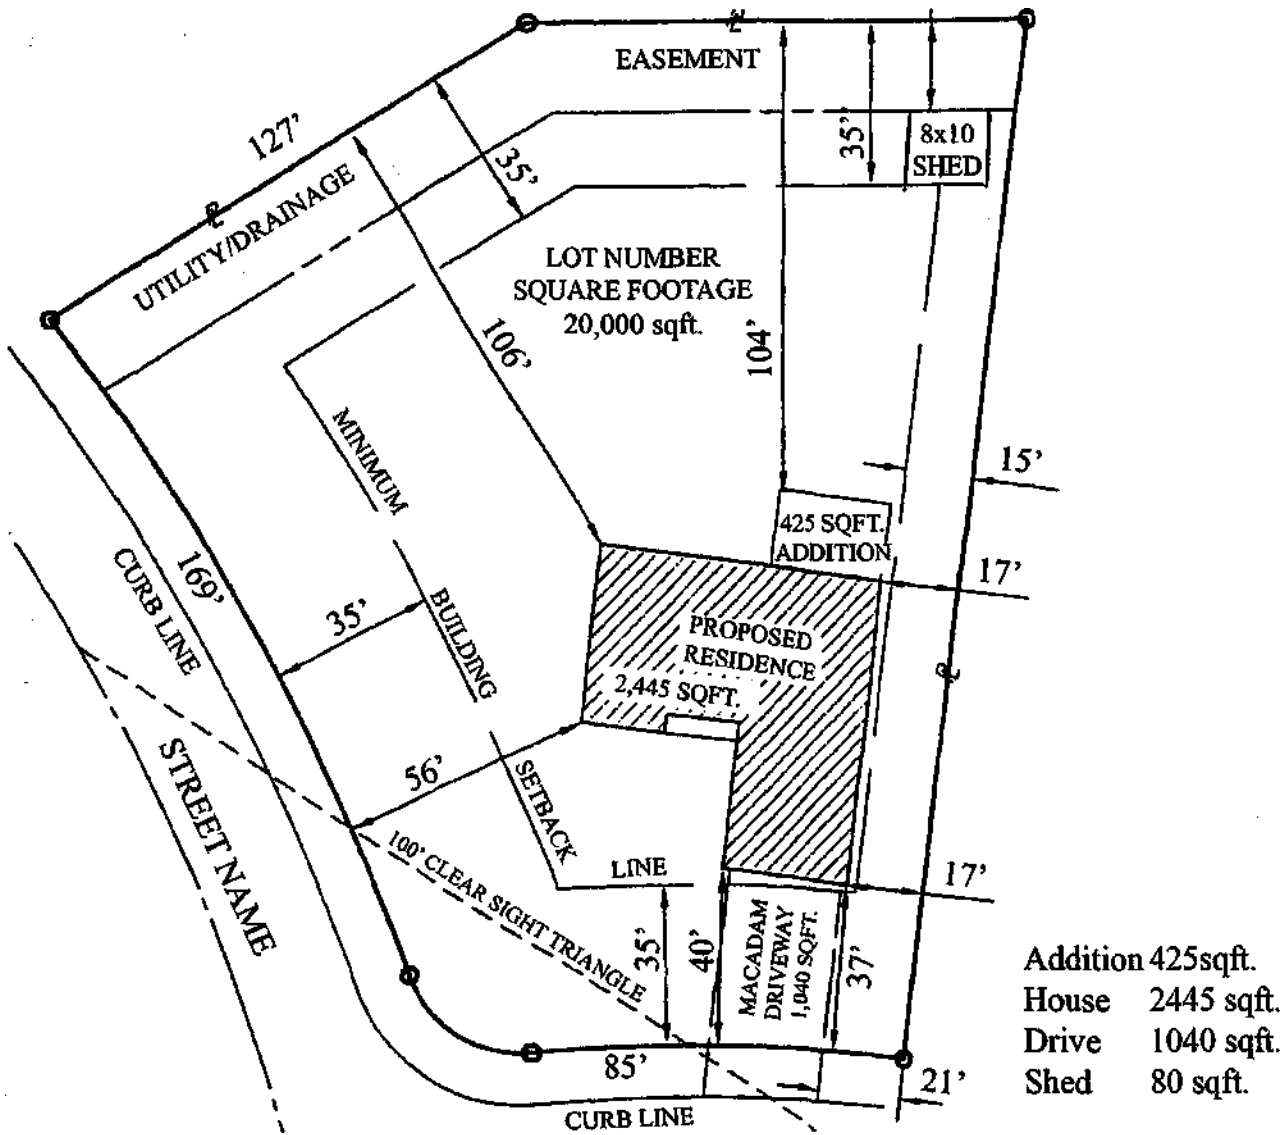 EASEMENT
127'
35'
35'
8x10
SHED
UTILITY/DRAINAGE
LOT NUMBER
SQUARE FOOTAGE
20,000 sqft.
106'
104'
MINIMUM
15'
425 SQFT.
ADDITION
CURB LINE
169'
35'
BUILDING
17'
PROPOSED
RESIDENCE
2,445 SQFT.
STREET NAME
56'
SETBACK
100' CLEAR SIGHT TRIANGLE
LINE
17'
35'
40'
MACADAM
DRIVEWAY
1,040 SQFT.
37'
Addition 425sqft.
House 2445 sqft.
Drive 1040 sqft.
Shed 80 sqft.
85'
21'
CURB LINE